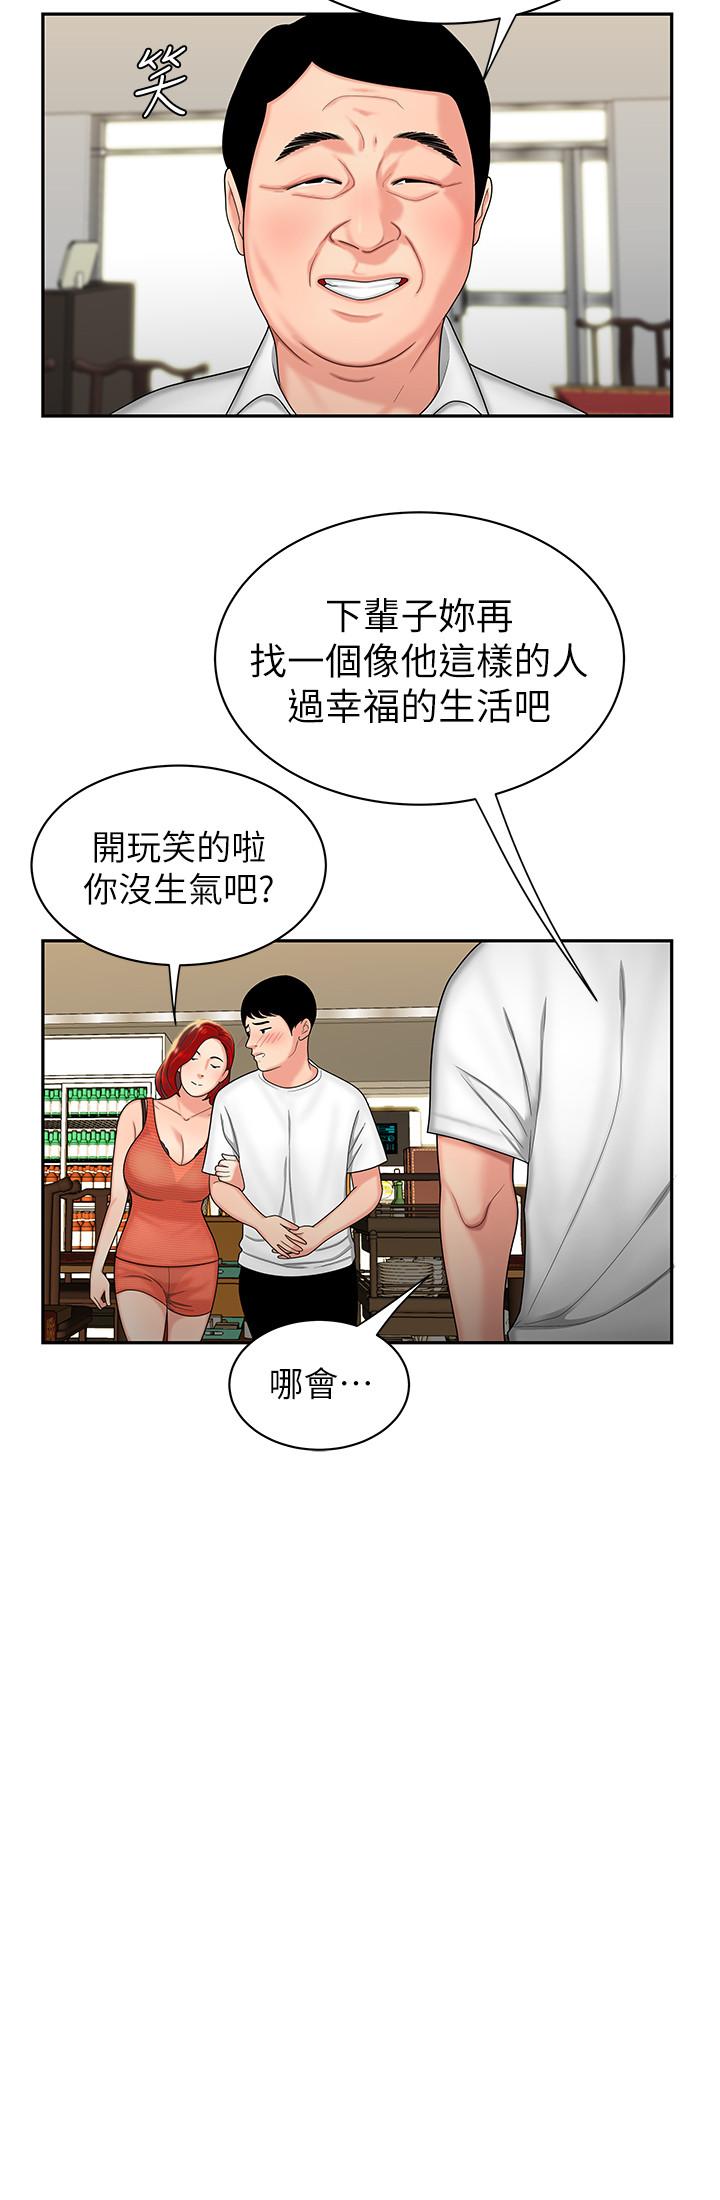 笑
下輩子妳再
找一個像他這樣的人
過幸福的生活吧
開玩笑的啦
你沒生氣吧?
哪會…